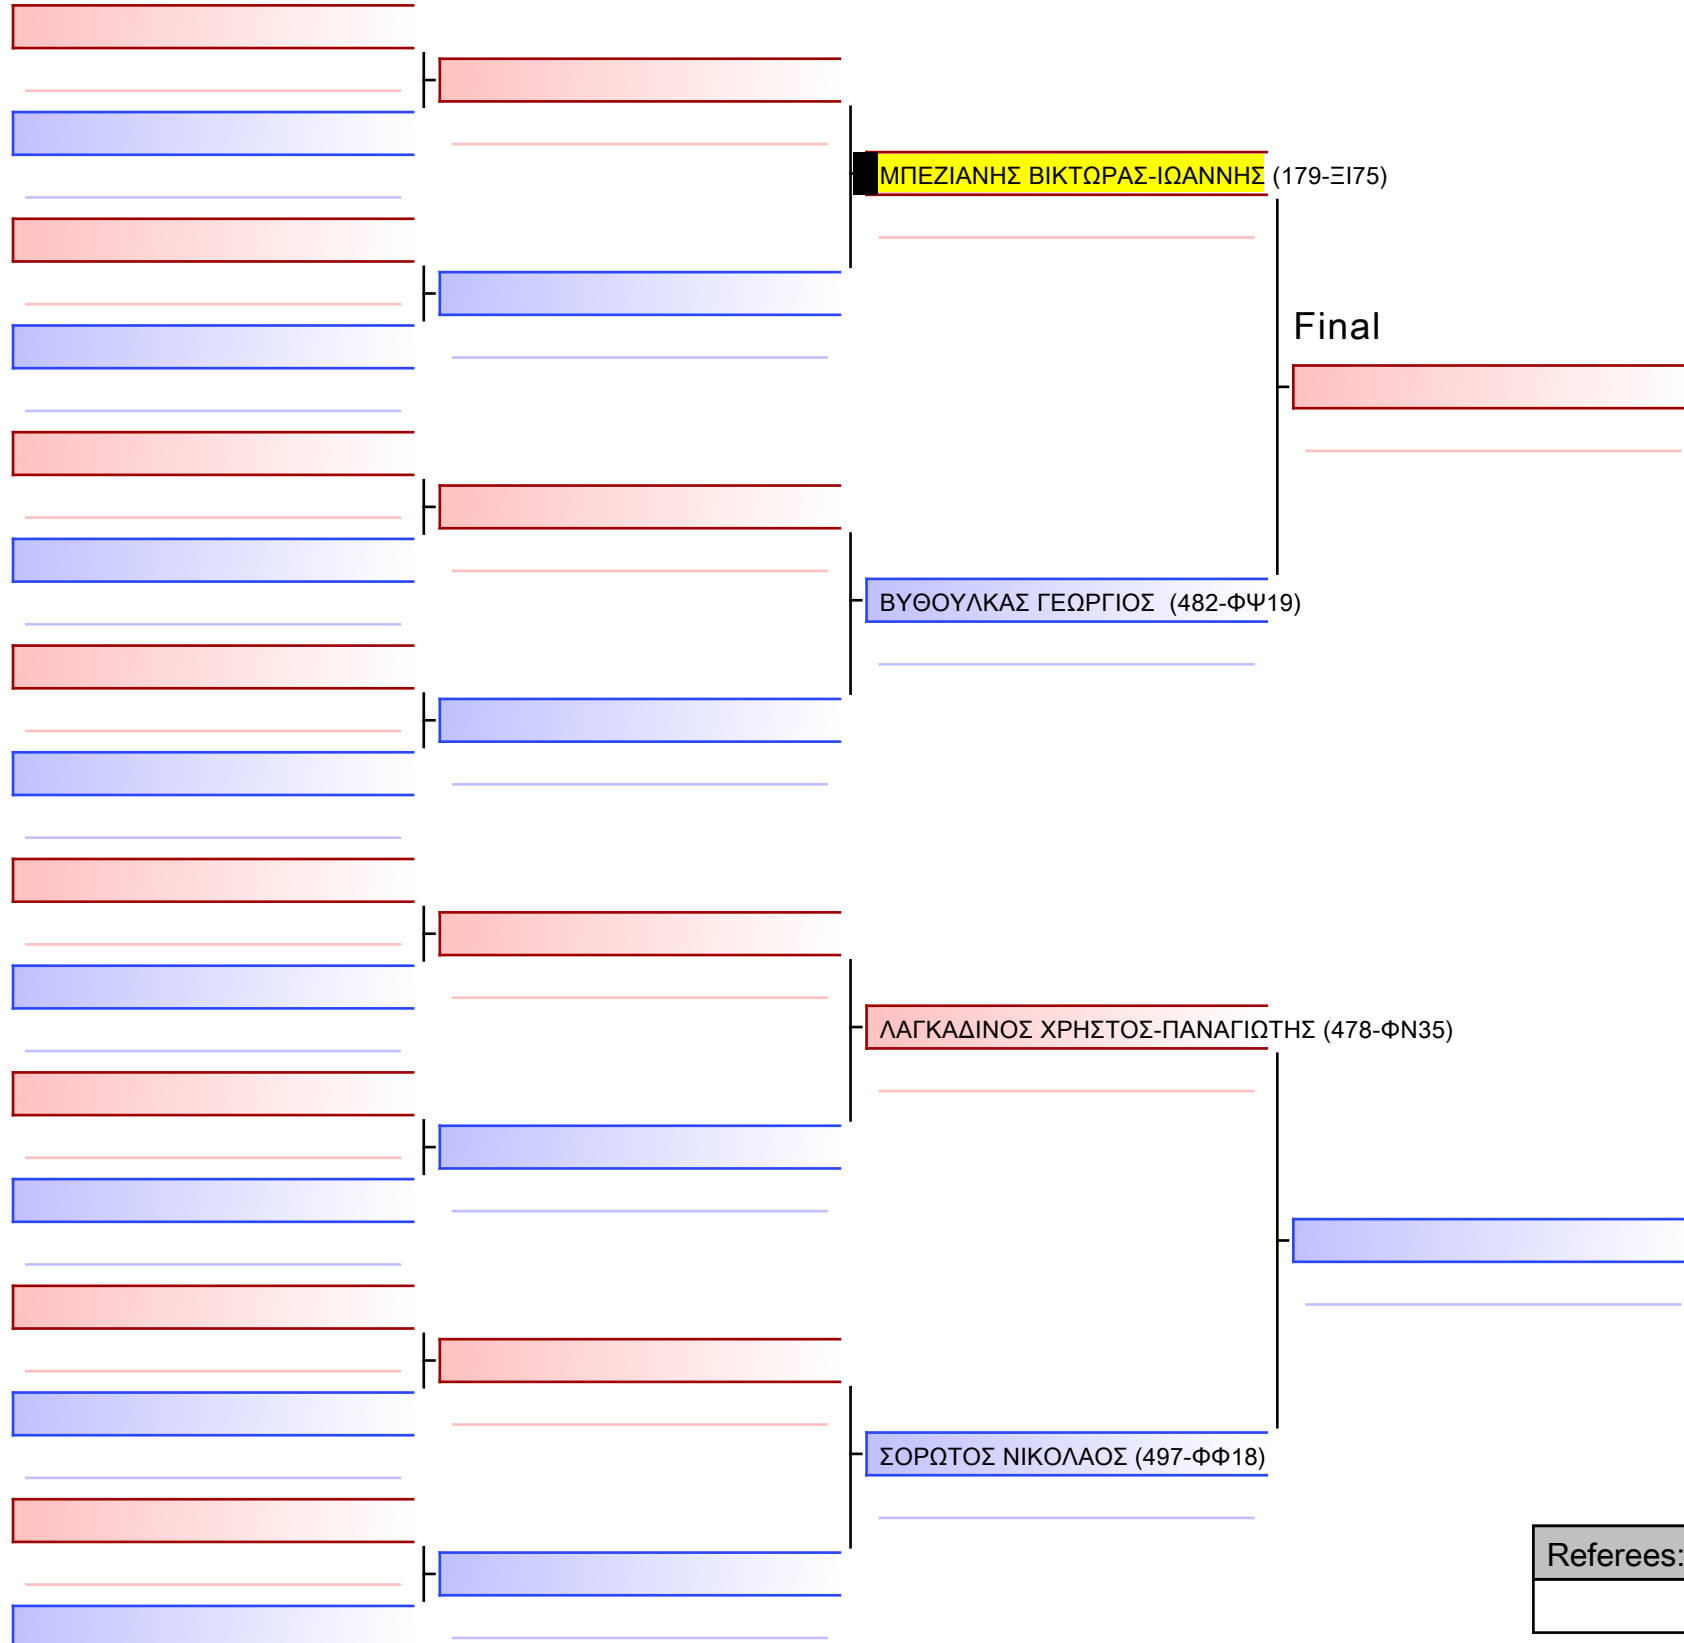 ΜΠΕΖΙΑΝΗΣ ΒΙΚΤΩΡΑΣ-ΙΩΑΝΝΗΣ (179-ΞΙ75)
Final
ΒΥΘΟΥΛΚΑΣ ΓΕΩΡΓΙΟΣ (482-ΦΨ19)
ΛΑΓΚΑΔΙΝΟΣ ΧΡΗΣΤΟΣ-ΠΑΝΑΓΙΩΤΗΣ (478-ΦΝ35)
ΣΟΡΩΤΟΣ ΝΙΚΟΛΑΟΣ (497-ΦΦ18)
Referees: